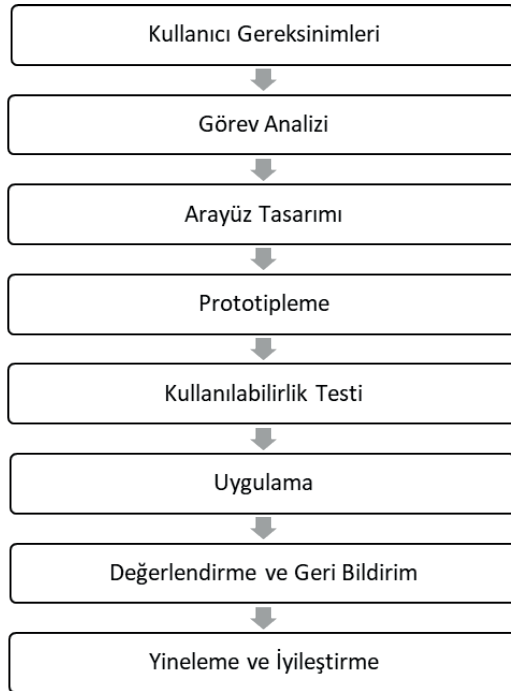 Kullanıcı Gereksinimleri
Görev Analizi
Arayüz Tasarımı
Prototipleme
Kullanılabilirlik Testi
Uygulama
Değerlendirme ve Geri Bildirim
Yineleme ve İyileştirme